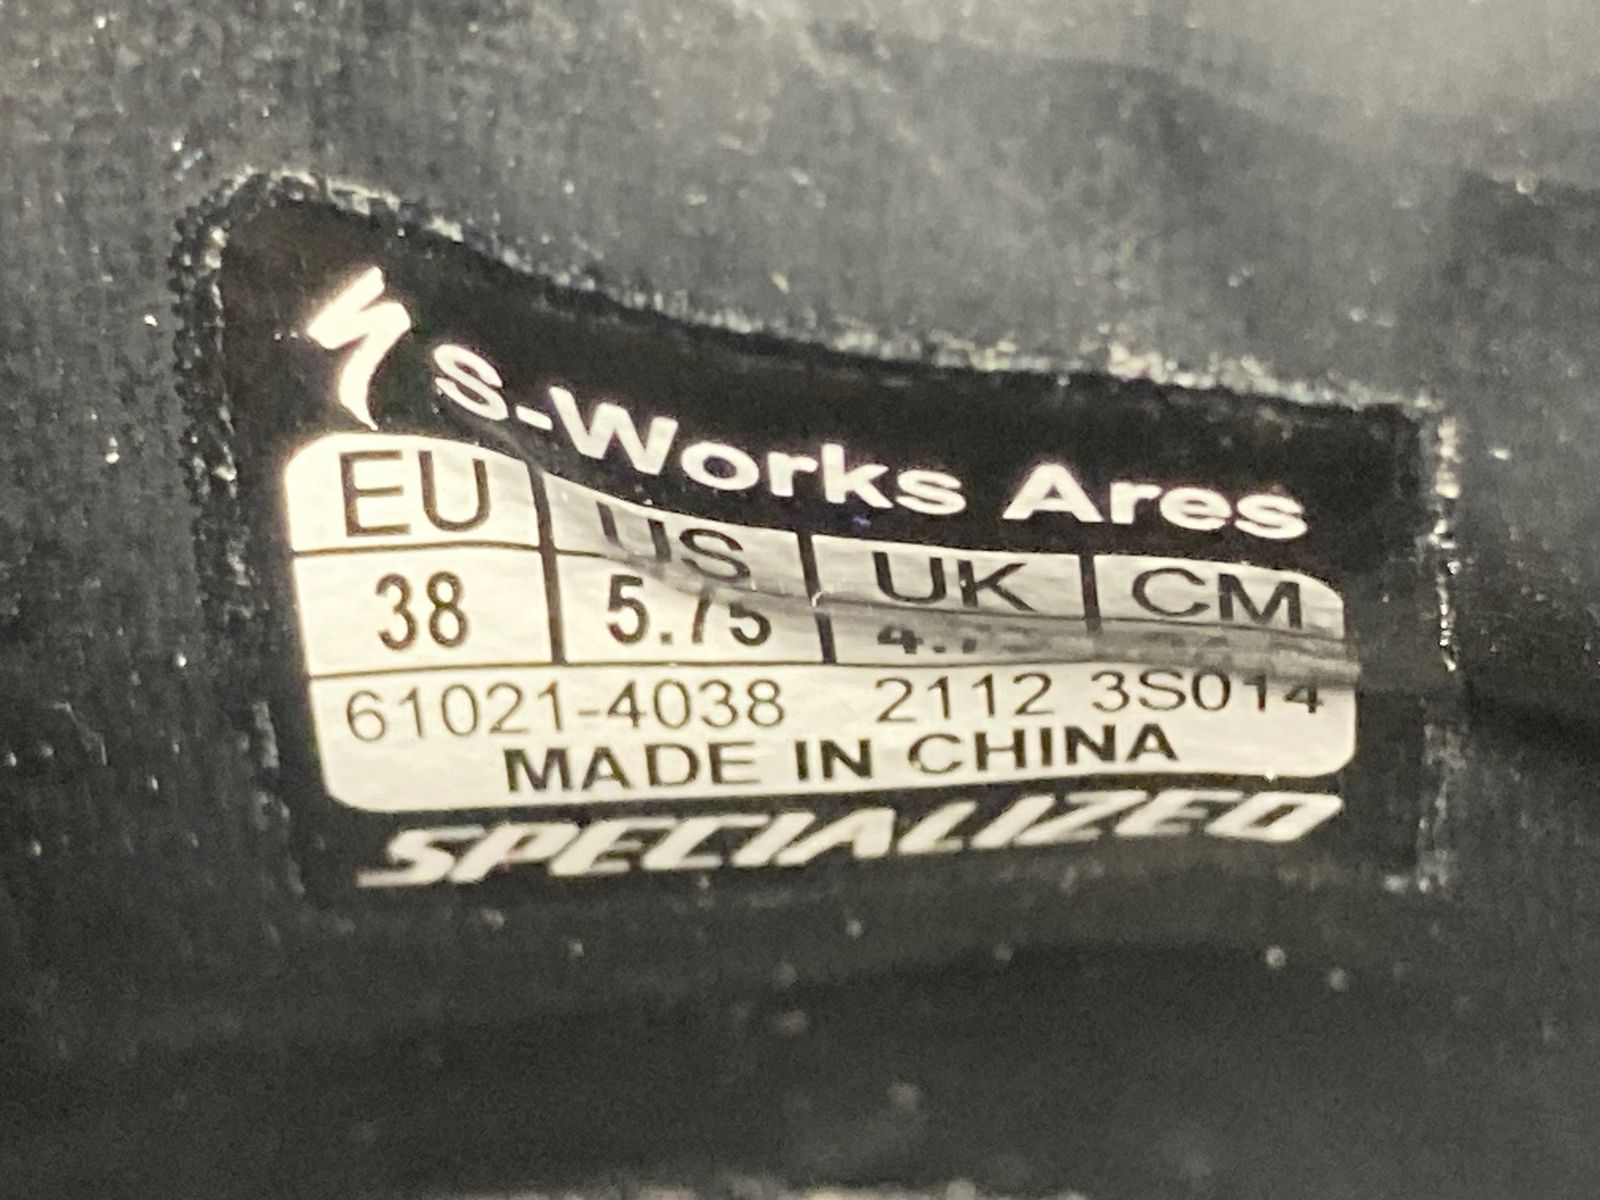 S-Works Ares
EU US UK CM
38 5.75
61021-4038 2112 3S014
MADE IN CHINA
SPECIALIZED